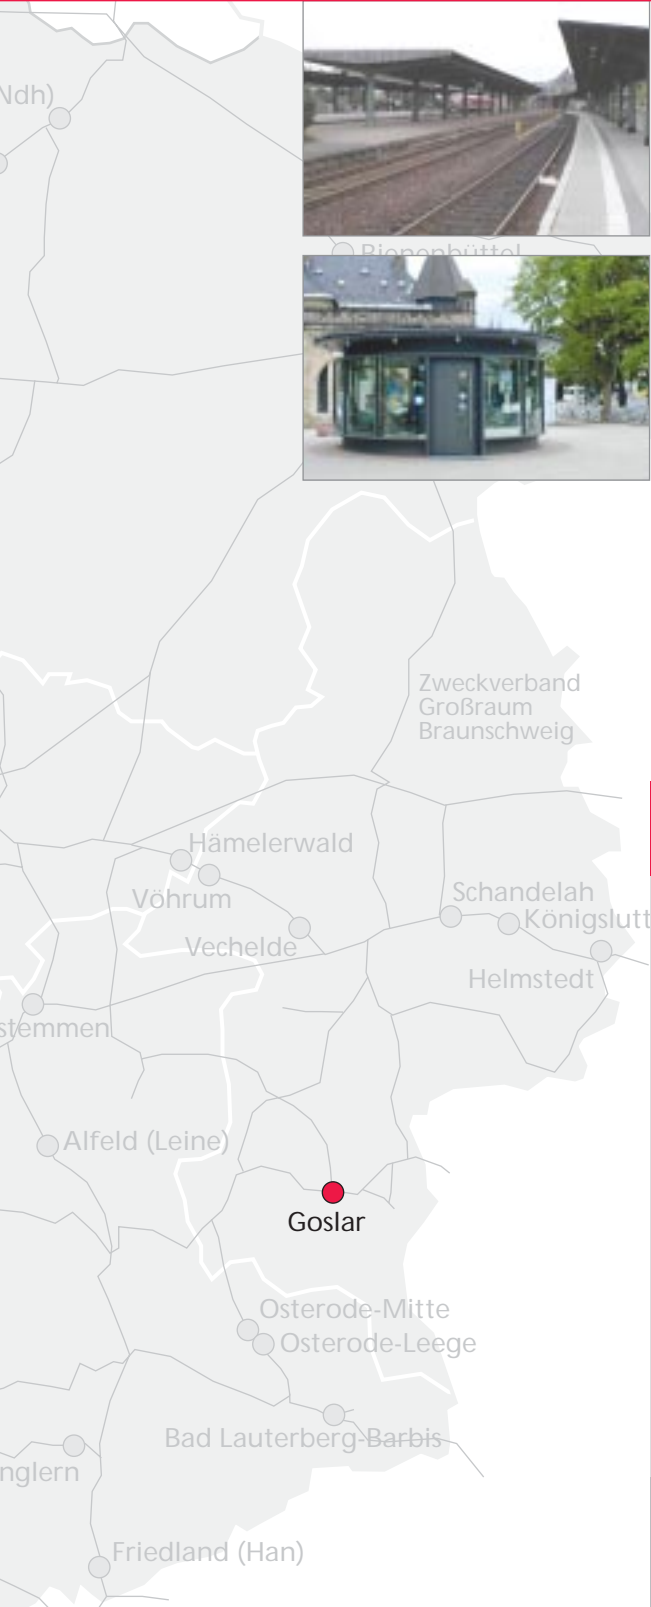 Ndh)
Bienenbüttel
Zweckverband
Großraum
Braunschweig
Hämelerwald
Vöhrum
Schandelah
Königslutt
Vechelde
Helmstedt
stemmen
Alfeld (Leine)
Goslar
Osterode-Mitte
Osterode-Leege
Bad Lauterberg-Barbis
nglern
Friedland (Han)